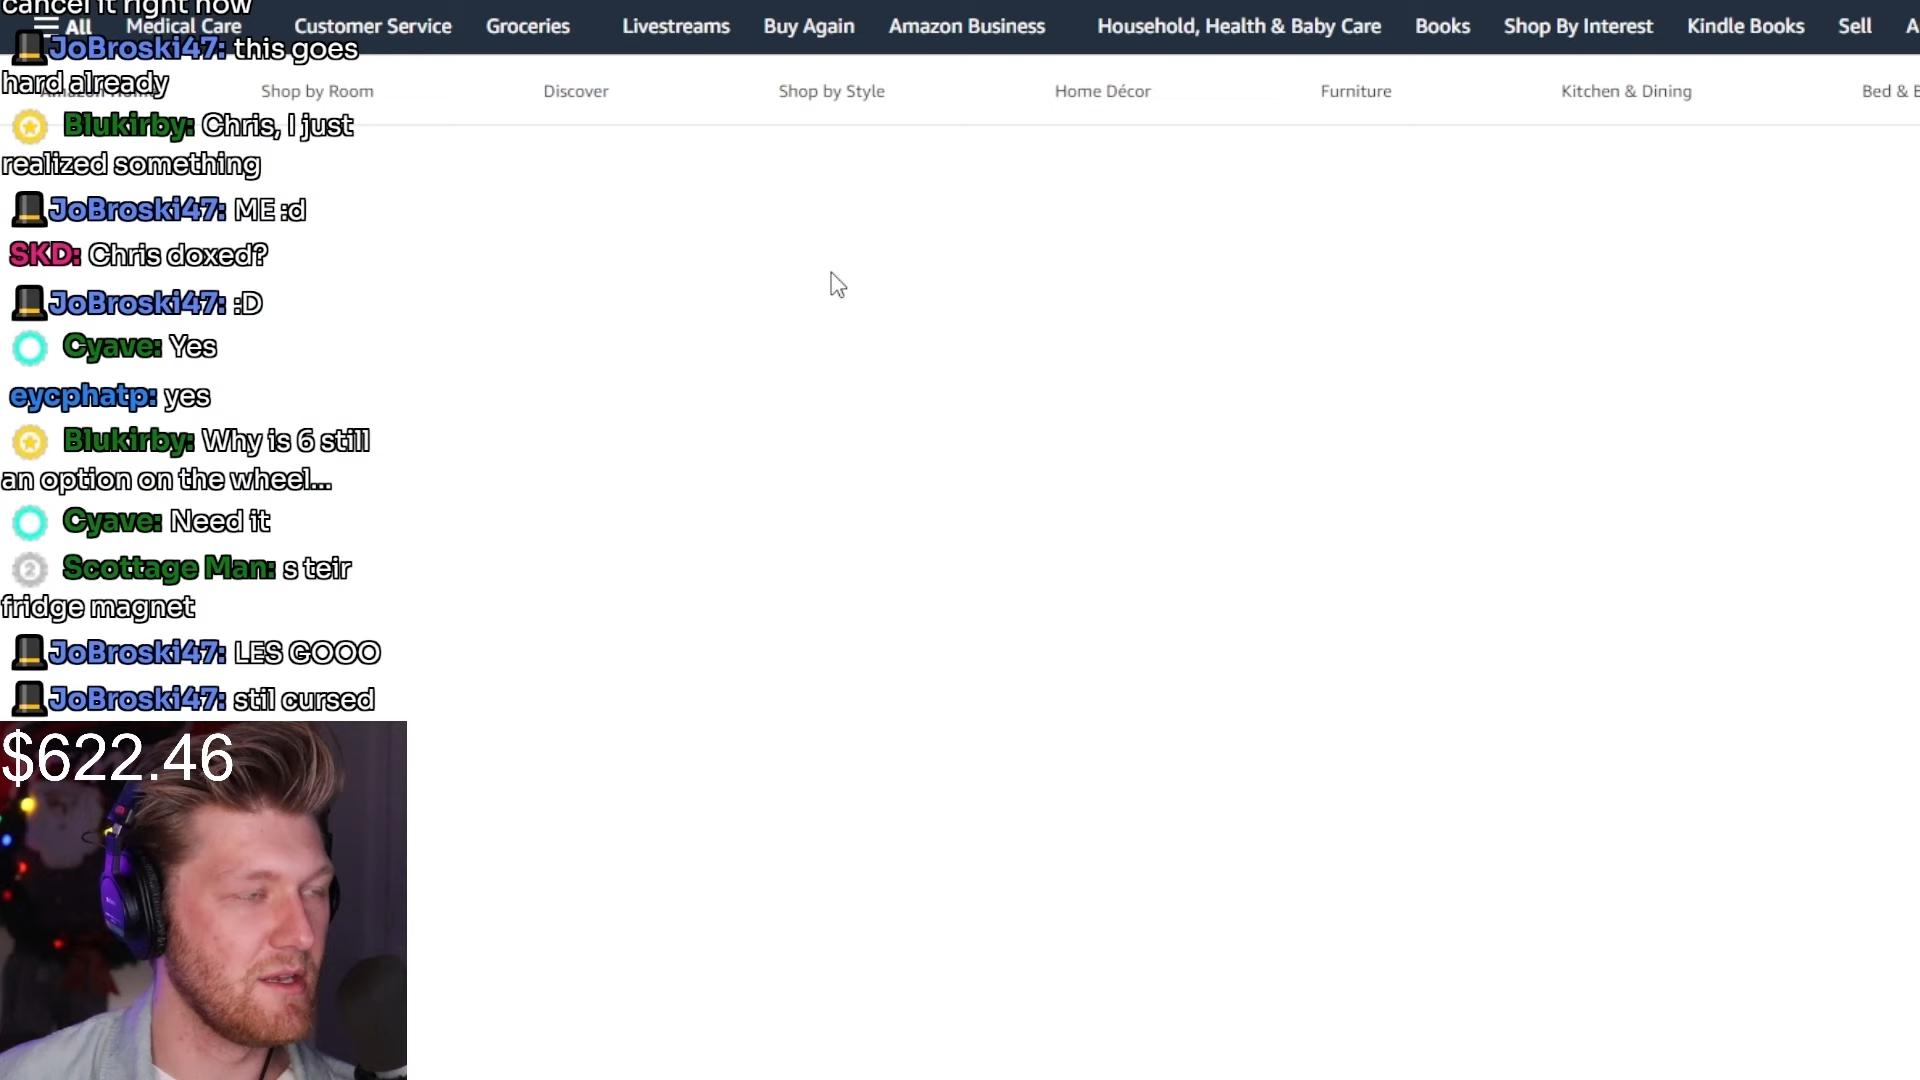 cancel it right now
All Medical Care Customer Service Groceries Livestreams Buy Again Amazon Business Household, Health & Baby Care Books Shop By Interest Kindle Books Sell A
JoBroski47: this goes
hard already
Amazon Home Shop by Room Discover Shop by Style Home Décor Furniture Kitchen & Dining Bed & B
Blukirby: Chris, I just
realized something
JoBroski47: ME :d
SKD: Chris doxed?
JoBroski47: :D
Cyave: Yes
eycphatp: yes
Blukirby: Why is 6 still
an option on the wheel...
Cyave: Need it
2 Scottage Man: s teir
fridge magnet
JoBroski47: LES GOOO
JoBroski47: stil cursed
$622.46